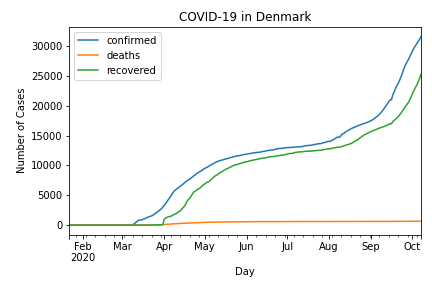 COVID-19 in Denmark
confirmed
deaths
recovered
Number of Cases
30000
25000
20000
15000
10000
5000
0
Feb Mar Apr May Jun Jul Aug Sep Oct
2020
Day